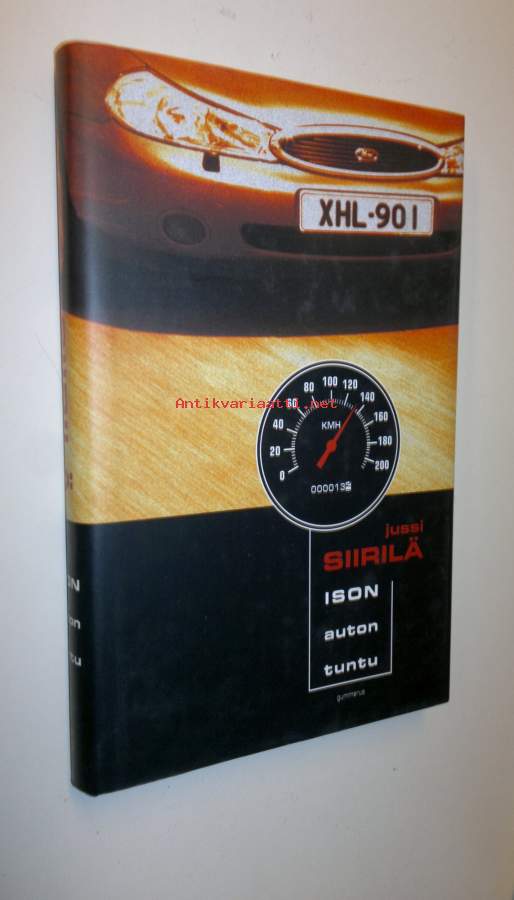 XHL-901
Antikvariaatti.net
0
20
40
60
80
100
120
140
160
180
200
KMH
jussi
SIIRILÄ
ISON
auton
tuntu
gummerus